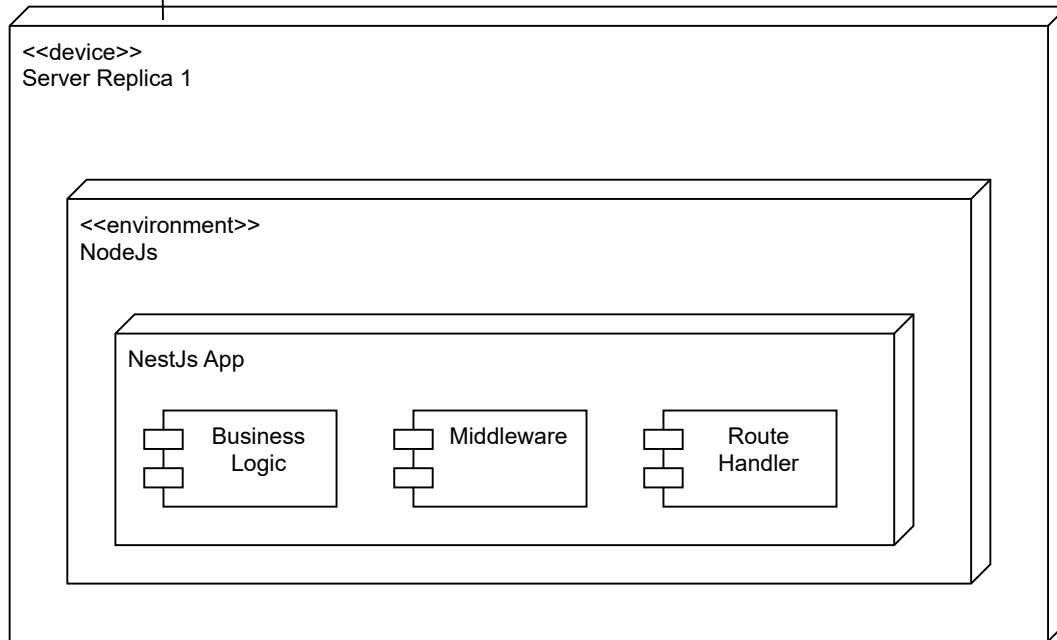 <<device>>
Server Replica 1
<<environment>>
NodeJs
NestJs App
Business
Logic
Middleware
Route
Handler